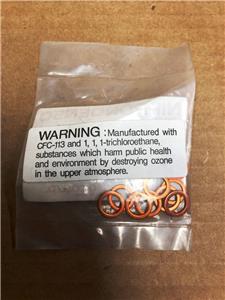 WARNING: Manufactured with
CFC-113 and 1, 1, 1-trichloroethane,
substances which harm public health
and environment by destroying ozone
in the upper atmosphere.